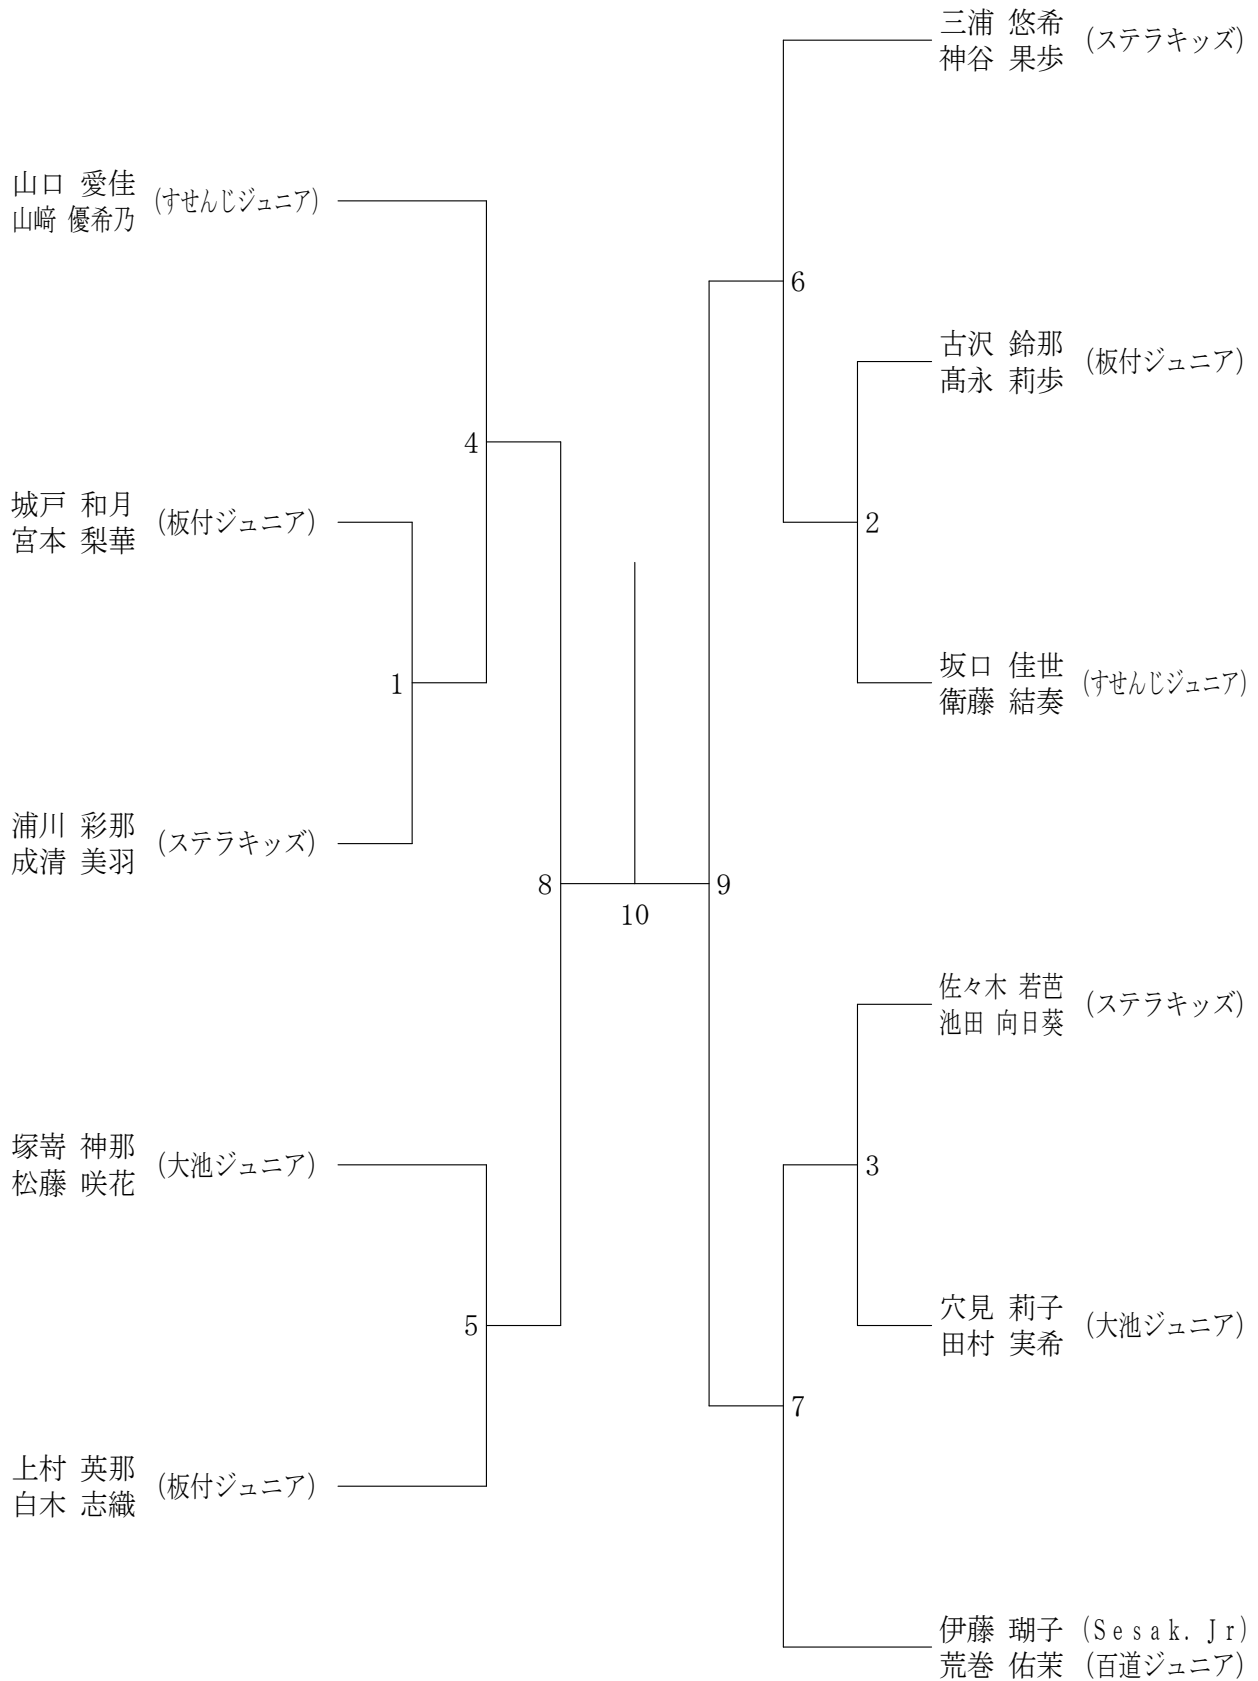 三浦 悠希
神谷 果歩
(ステラキッズ)
山口 愛佳
山﨑 優希乃
(すせんじジュニア)
6
古沢 鈴那
髙永 莉歩
(板付ジュニア)
4
城戸 和月
宮本 梨華
(板付ジュニア)
2
坂口 佳世
衛藤 結奏
(すせんじジュニア)
1
浦川 彩那
成清 美羽
(ステラキッズ)
8
9
10
佐々木 若芭
池田 向日葵
(ステラキッズ)
塚嵜 神那
松藤 咲花
(大池ジュニア)
3
5
穴見 莉子
田村 実希
(大池ジュニア)
7
上村 英那
白木 志織
(板付ジュニア)
伊藤 瑚子 (Sesak. Jr)
荒巻 佑茉 (百道ジュニア)